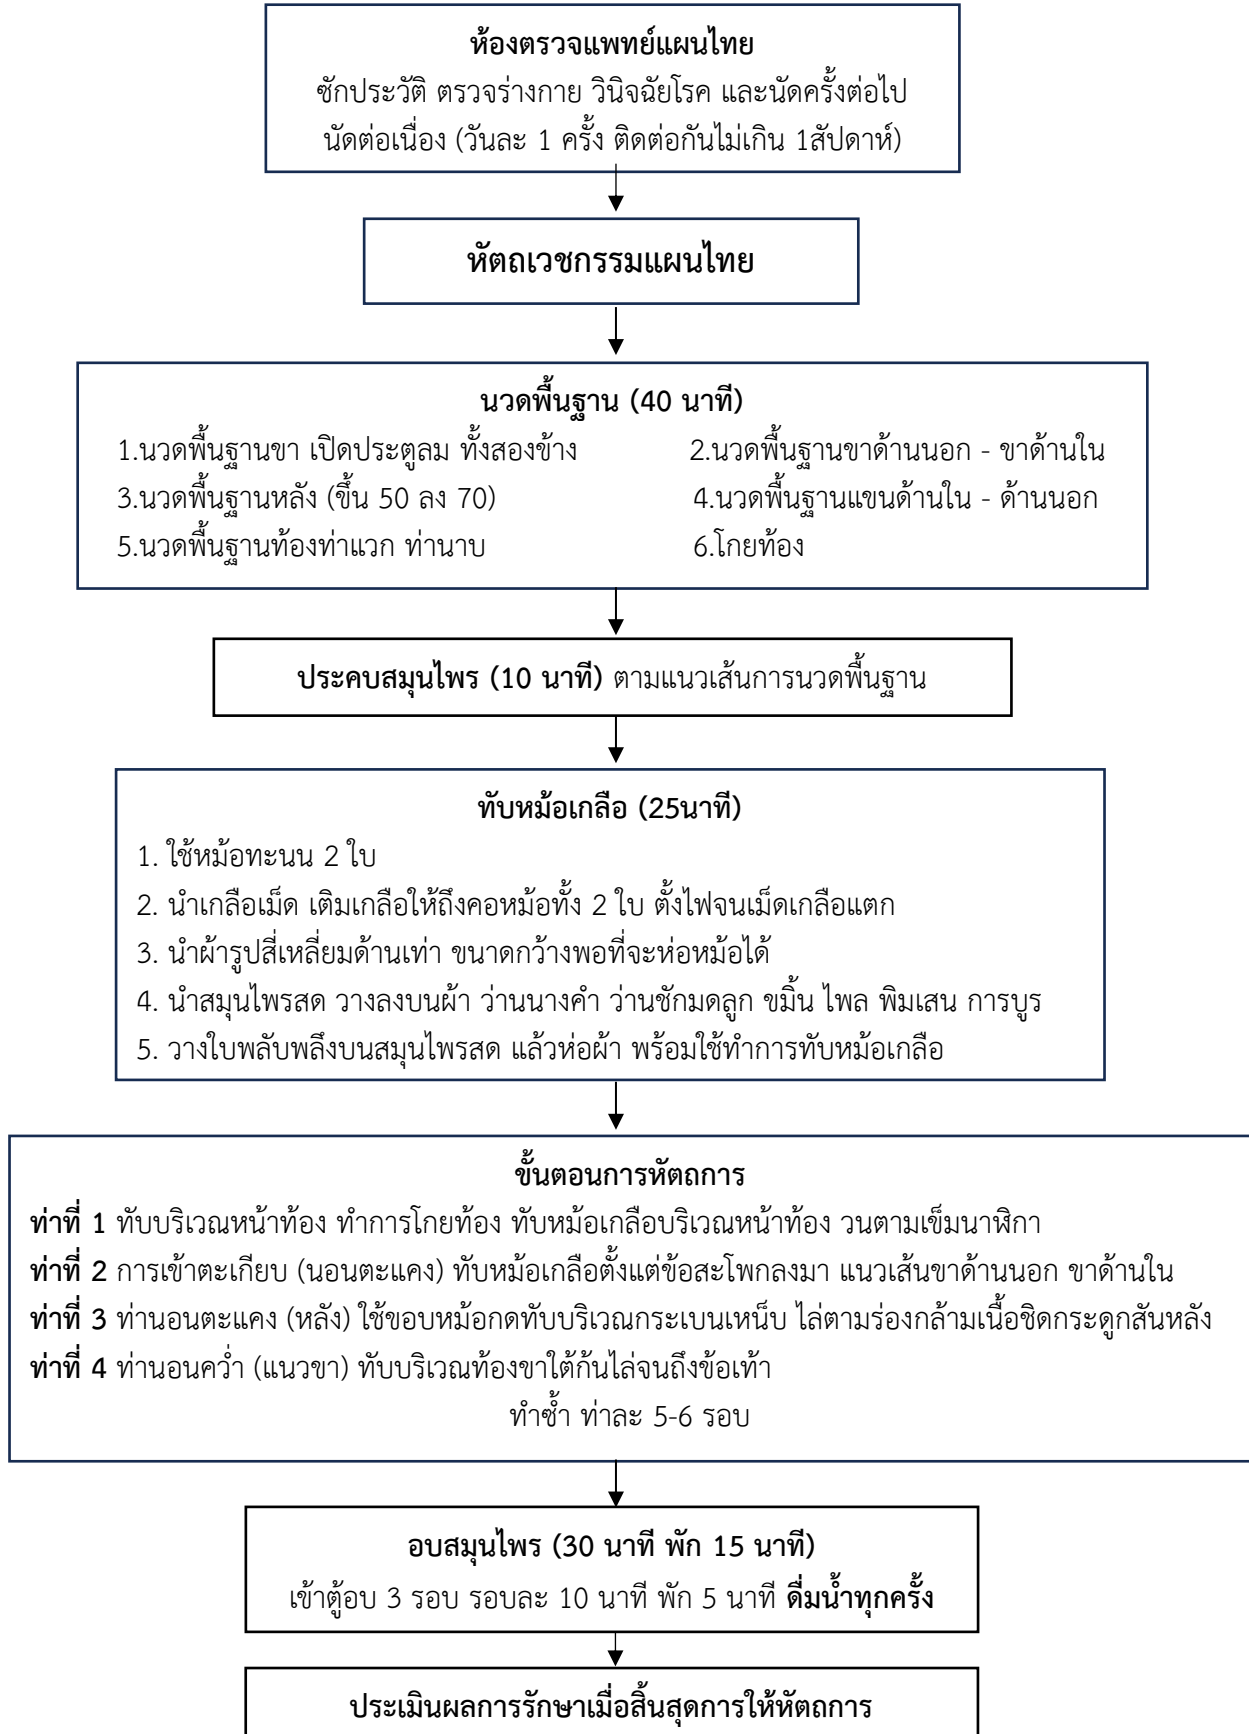 ห้องตรวจแพทย์แผนไทย
ซักประวัติ ตรวจร่างกาย วินิจฉัยโรค และนัดครั้งต่อไป
นัดต่อเนื่อง (วันละ 1 ครั้ง ติดต่อกันไม่เกิน 1สัปดาห์)
หัตถเวชกรรมแผนไทย
นวดพื้นฐาน (40 นาที)
1.นวดพื้นฐานขา เปิดประตูลม ทั้งสองข้าง 2.นวดพื้นฐานขาด้านนอก - ขาด้านใน
3.นวดพื้นฐานหลัง (ขึ้น 50 ลง 70) 4.นวดพื้นฐานแขนด้านใน - ด้านนอก
5.นวดพื้นฐานท้องท่าแวก ท่านาบ 6.โกยท้อง
ประคบสมุนไพร (10 นาที) ตามแนวเส้นการนวดพื้นฐาน
ทับหม้อเกลือ (25นาที)
1. ใช้หม้อทะนน 2 ใบ
2. นำเกลือเม็ด เติมเกลือให้ถึงคอหม้อทั้ง 2 ใบ ตั้งไฟจนเม็ดเกลือแตก
3. นำผ้ารูปสี่เหลี่ยมด้านเท่า ขนาดกว้างพอที่จะห่อหม้อได้
4. นำสมุนไพรสด วางลงบนผ้า ว่านนางคำ ว่านชักมดลูก ขมิ้น ไพล พิมเสน การบูร
5. วางใบพลับพลึงบนสมุนไพรสด แล้วห่อผ้า พร้อมใช้ทำการทับหม้อเกลือ
ขั้นตอนการหัตถการ
ท่าที่ 1 ทับบริเวณหน้าท้อง ทำการโกยท้อง ทับหม้อเกลือบริเวณหน้าท้อง วนตามเข็มนาฬิกา
ท่าที่ 2 การเข้าตะเกียบ (นอนตะแคง) ทับหม้อเกลือตั้งแต่ข้อสะโพกลงมา แนวเส้นขาด้านนอก ขาด้านใน
ท่าที่ 3 ท่านอนตะแคง (หลัง) ใช้ขอบหม้อกดทับบริเวณกระเบนเหน็บ ไล่ตามร่องกล้ามเนื้อชิดกระดูกสันหลัง
ท่าที่ 4 ท่านอนคว่ำ (แนวขา) ทับบริเวณท้องขาใต้ก้นไล่จนถึงข้อเท้า
ทำซ้ำ ท่าละ 5-6 รอบ
อบสมุนไพร (30 นาที พัก 15 นาที)
เข้าตู้อบ 3 รอบ รอบละ 10 นาที พัก 5 นาที ดื่มน้ำทุกครั้ง
ประเมินผลการรักษาเมื่อสิ้นสุดการให้หัตถการ